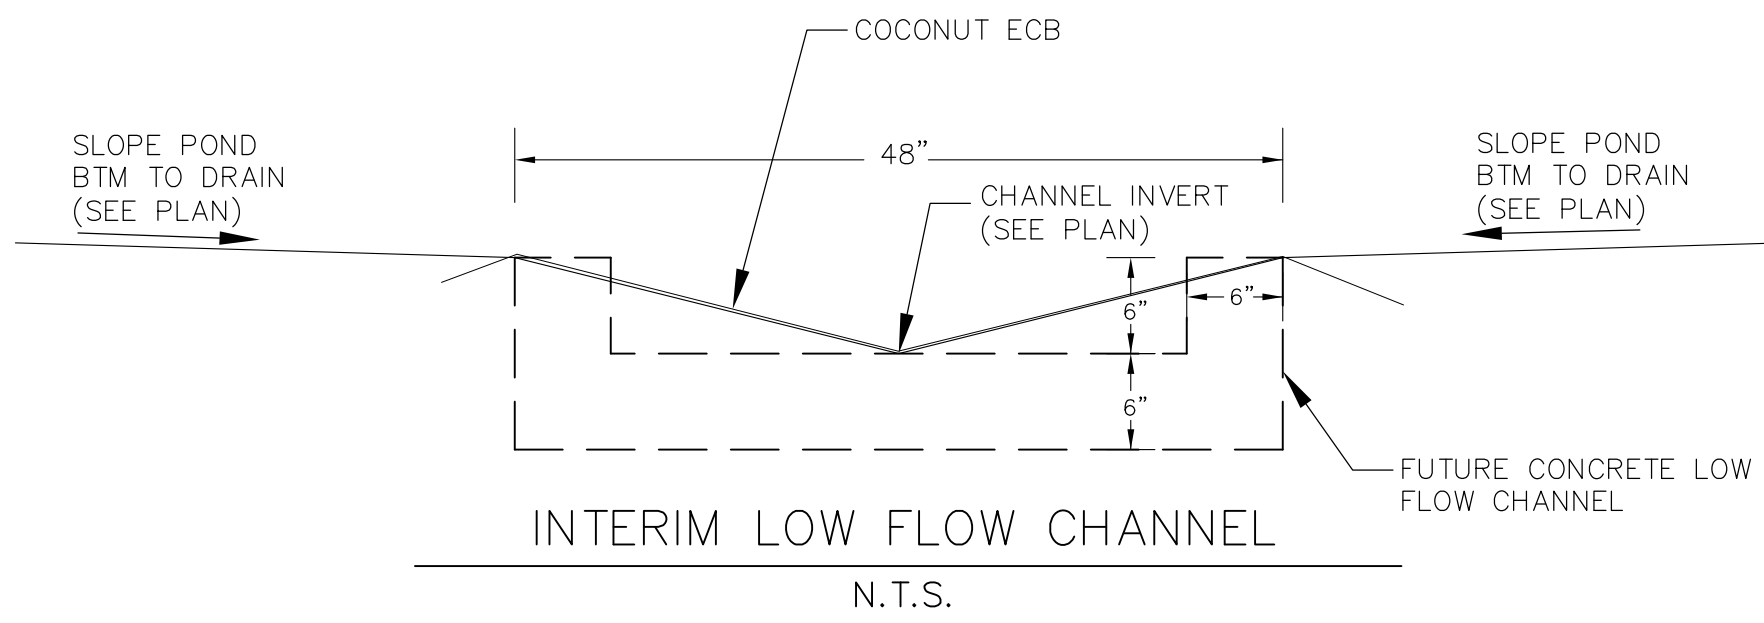 COCONUT ECB
SLOPE POND
BTM TO DRAIN
(SEE PLAN)
48”
CHANNEL INVERT
(SEE PLAN)
SLOPE POND
BTM TO DRAIN
(SEE PLAN)
6”
6”
6”
FUTURE CONCRETE LOW
FLOW CHANNEL
INTERIM LOW FLOW CHANNEL
N.T.S.